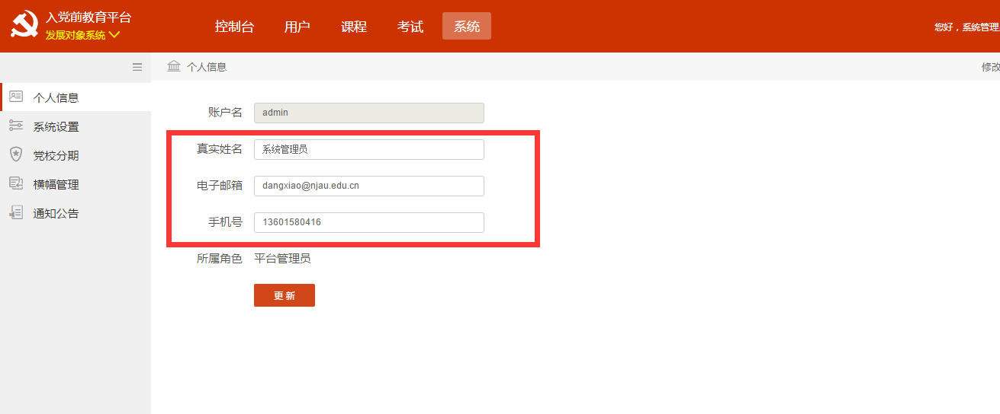 入党前教育平台
发展对象系统
控制台 用户 课程 考试 系统
您好，系统管理
个人信息
修改
个人信息
系统设置
党校分期
横幅管理
通知公告
账户名 admin
真实姓名 系统管理员
电子邮箱 dangxiao@njau.edu.cn
手机号 13601580416
所属角色 平台管理员
更新